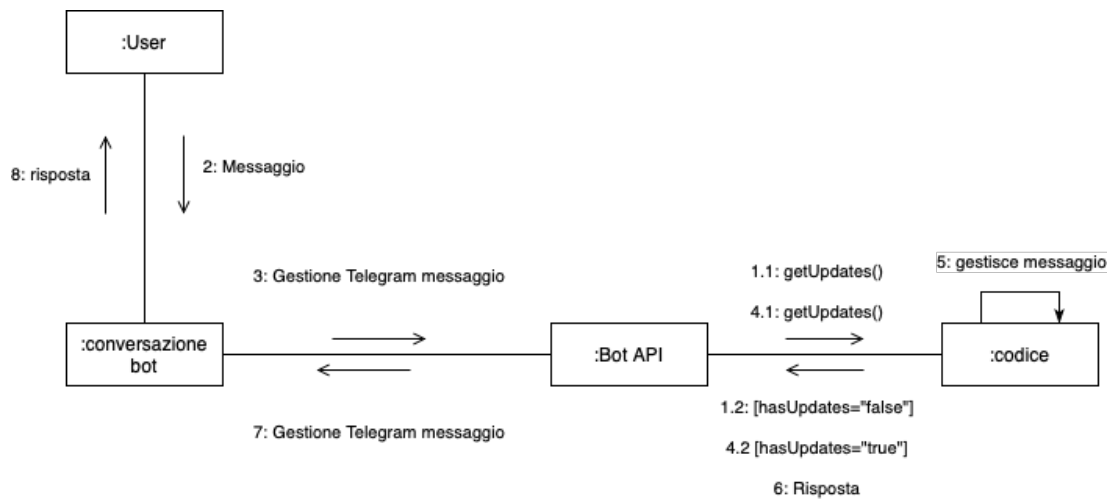 :User
8: risposta
2: Messaggio
3: Gestione Telegram messaggio
1.1: getUpdates()
4.1: getUpdates()
5: gestisce messaggio
:conversazione
bot
:Bot API
:codice
7: Gestione Telegram messaggio
1.2: [hasUpdates="false"]
4.2 [hasUpdates="true"]
6: Risposta